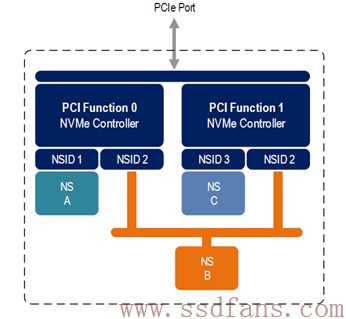 PCIe Port
PCI Function 0
NVMe Controller
PCI Function 1
NVMe Controller
NSID 1
NSID 2
NSID 3
NSID 2
NS
A
NS
C
NS
B
www.ssdfans.com